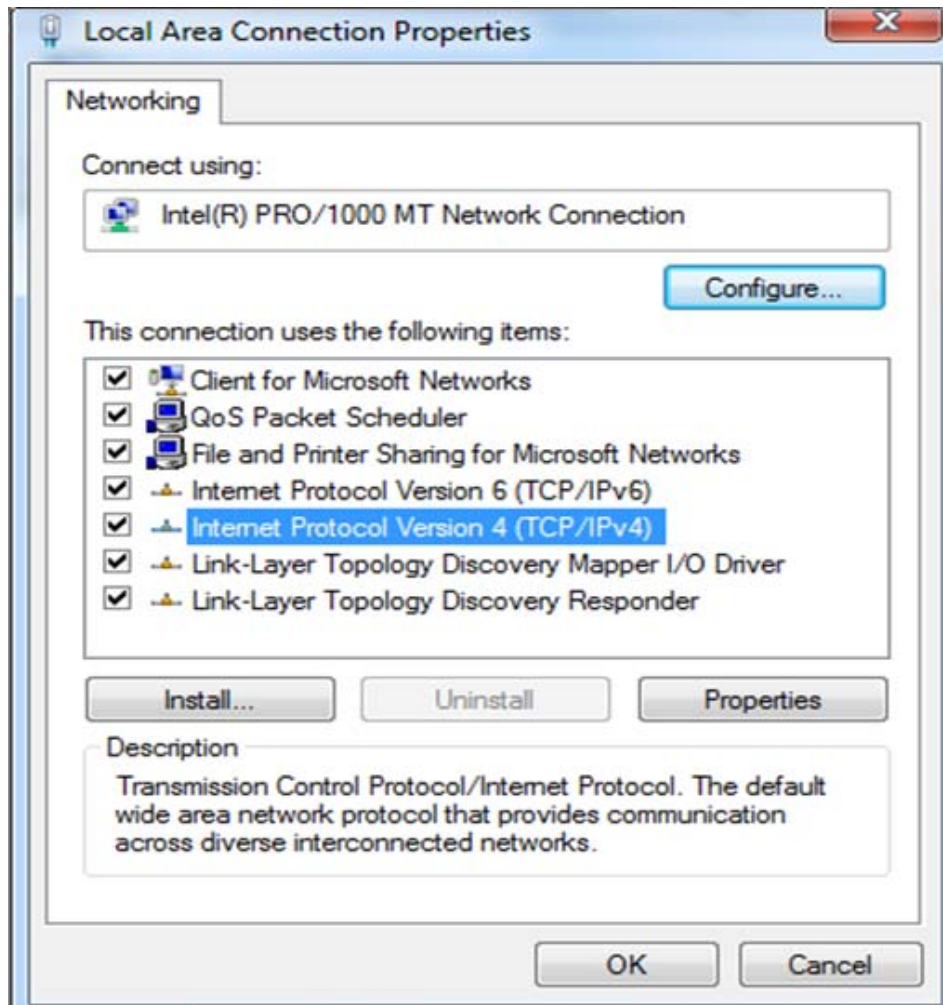 Local Area Connection Properties
Networking
Connect using:
Intel(R) PRO/1000 MT Network Connection
Configure...
This connection uses the following items:
Client for Microsoft Networks
QoS Packet Scheduler
File and Printer Sharing for Microsoft Networks
Internet Protocol Version 6 (TCP/IPv6)
Internet Protocol Version 4 (TCP/IPv4)
Link-Layer Topology Discovery Mapper I/O Driver
Link-Layer Topology Discovery Responder
Install... Uninstall Properties
Description
Transmission Control Protocol/Internet Protocol. The default
wide area network protocol that provides communication
across diverse interconnected networks.
OK Cancel